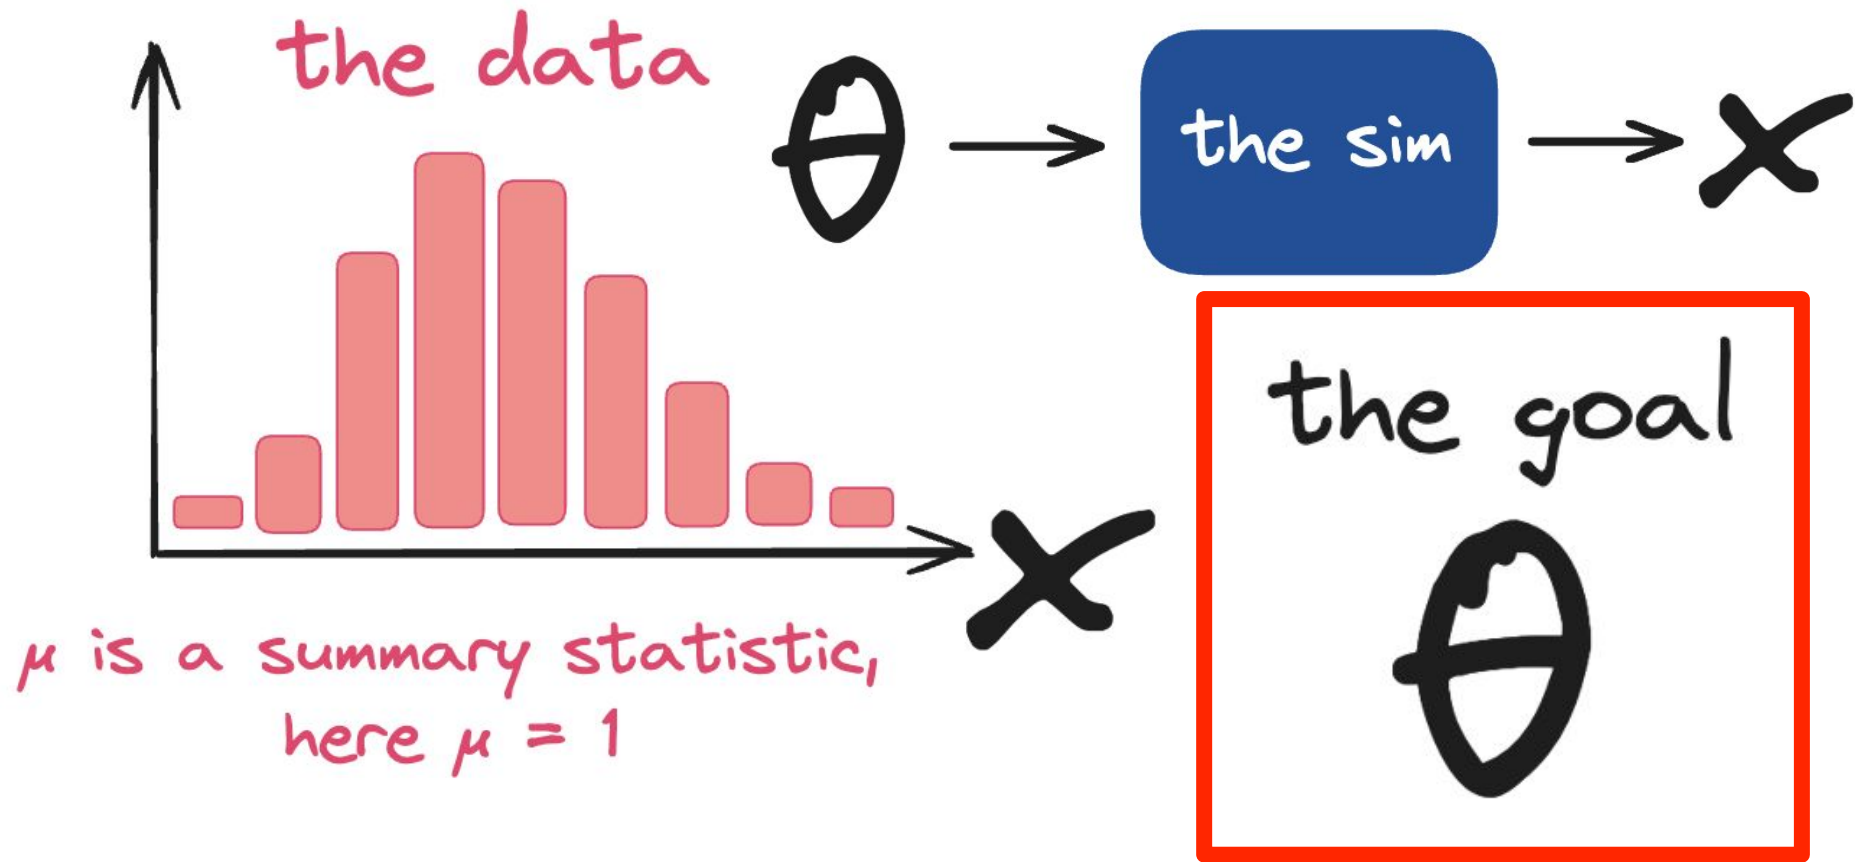 the data
θ → the sim → x
x
the goal
θ
μ is a summary statistic,
here μ = 1